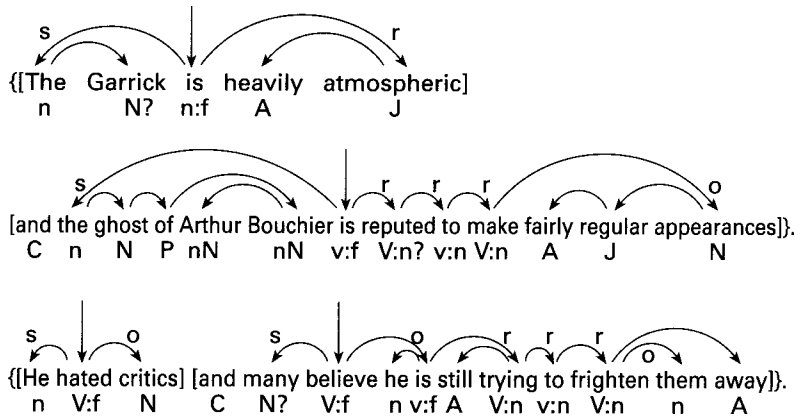 s r
{[The Garrick is heavily atmospheric]
n N? n:f A J
s r r r o
[and the ghost of Arthur Bouchier is reputed to make fairly regular appearances]}.
C n N P nN nN v:f V:n? v:n V:n A J N
s o s o r r r o
{[He hated critics] [and many believe he is still trying to frighten them away]}.
n V:f N C N? V:f n v:f A V:n v:n V:n n A